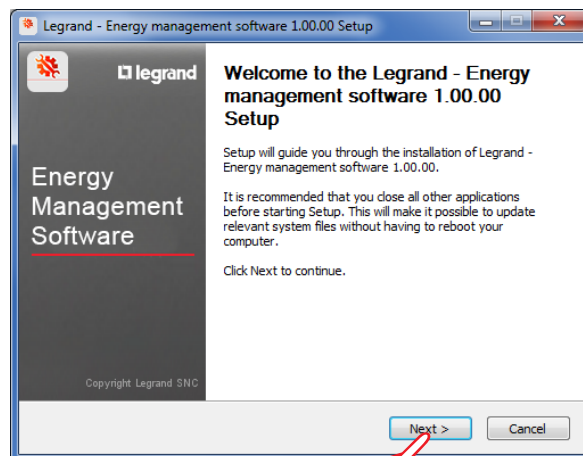 Legrand - Energy management software 1.00.00 Setup
legrand
Energy
Management
Software
Copyright Legrand SNC
Welcome to the Legrand - Energy
management software 1.00.00
Setup
Setup will guide you through the installation of Legrand -
Energy management software 1.00.00.
It is recommended that you close all other applications
before starting Setup. This will make it possible to update
relevant system files without having to reboot your
computer.
Click Next to continue.
Next >
Cancel